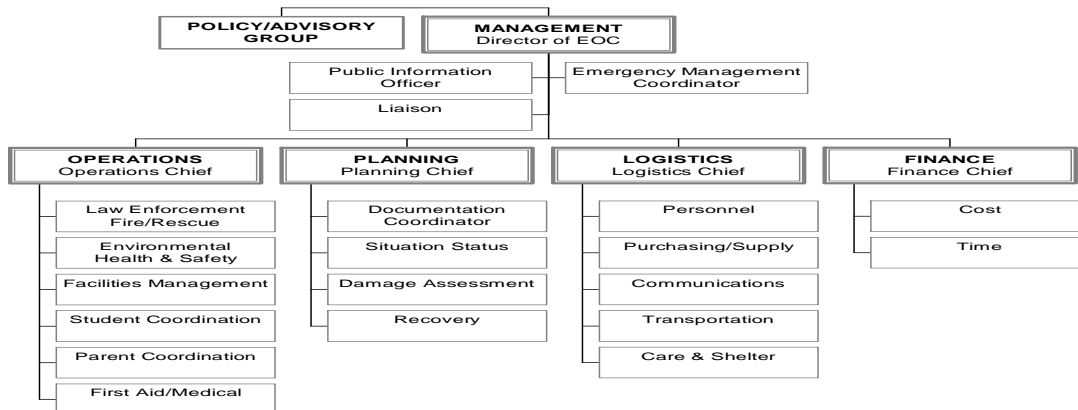 POLICY/ADVISORY
GROUP
MANAGEMENT
Director of EOC
Public Information
Officer
Emergency Management
Coordinator
Liaison
OPERATIONS
Operations Chief
Law Enforcement
Fire/Rescue
Environmental
Health & Safety
Facilities Management
Student Coordination
Parent Coordination
First Aid/Medical
PLANNING
Planning Chief
Documentation
Coordinator
Situation Status
Damage Assessment
Recovery
LOGISTICS
Logistics Chief
Personnel
Purchasing/Supply
Communications
Transportation
Care & Shelter
FINANCE
Finance Chief
Cost
Time